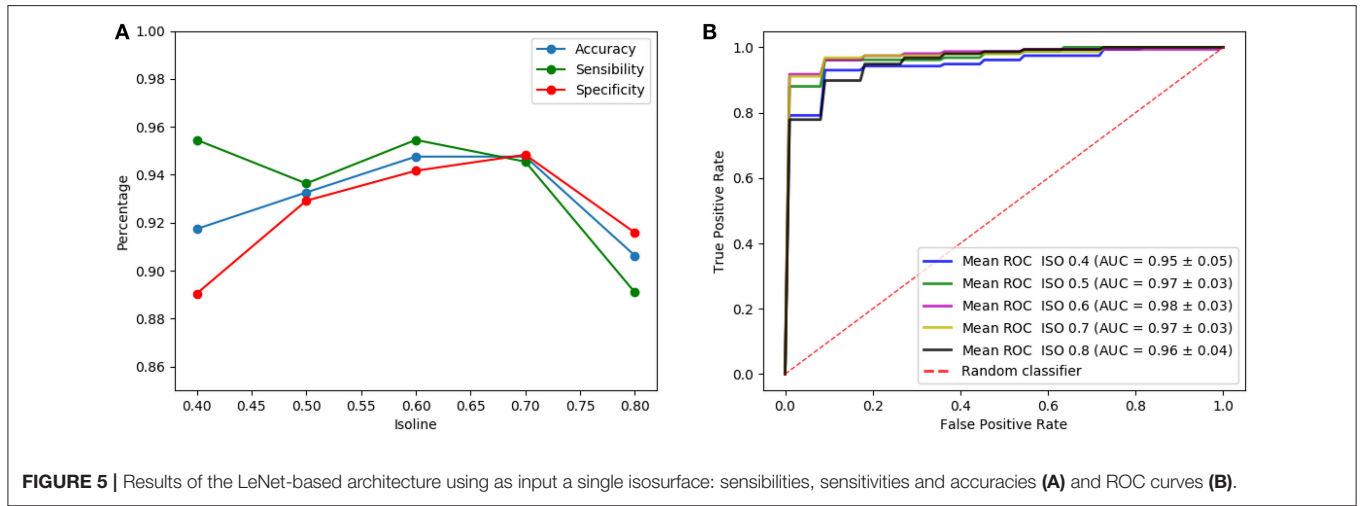 A
1.00
0.98
0.96
0.94
0.92
0.90
0.88
0.86
Percentage
Accuracy
Sensibility
Specificity
0.40 0.45 0.50 0.55 0.60 0.65 0.70 0.75 0.80
Isoline
B
1.0
0.8
0.6
0.4
0.2
0.0
True Positive Rate
Mean ROC ISO 0.4 (AUC = 0.95 ± 0.05)
Mean ROC ISO 0.5 (AUC = 0.97 ± 0.03)
Mean ROC ISO 0.6 (AUC = 0.98 ± 0.03)
Mean ROC ISO 0.7 (AUC = 0.97 ± 0.03)
Mean ROC ISO 0.8 (AUC = 0.96 ± 0.04)
Random classifier
0.0 0.2 0.4 0.6 0.8 1.0
False Positive Rate
FIGURE 5 | Results of the LeNet-based architecture using as input a single isosurface: sensibilities, sensitivities and accuracies (A) and ROC curves (B).